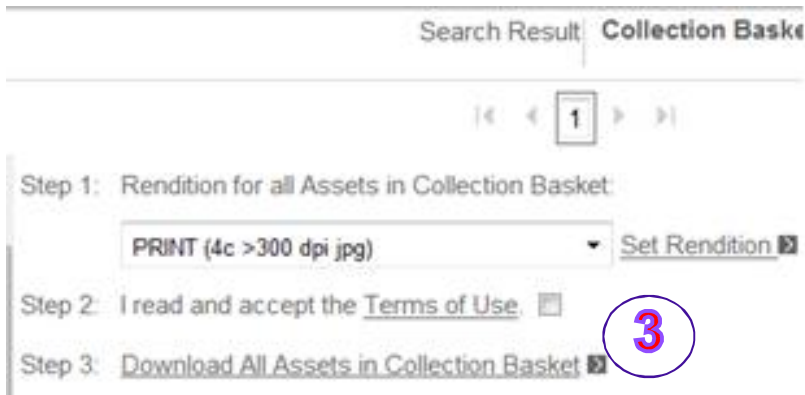 Search Result Collection Baske
1
Step 1: Rendition for all Assets in Collection Basket:
PRINT (4c >300 dpi jpg) Set Rendition
Step 2: I read and accept the Terms of Use.
3
Step 3: Download All Assets in Collection Basket